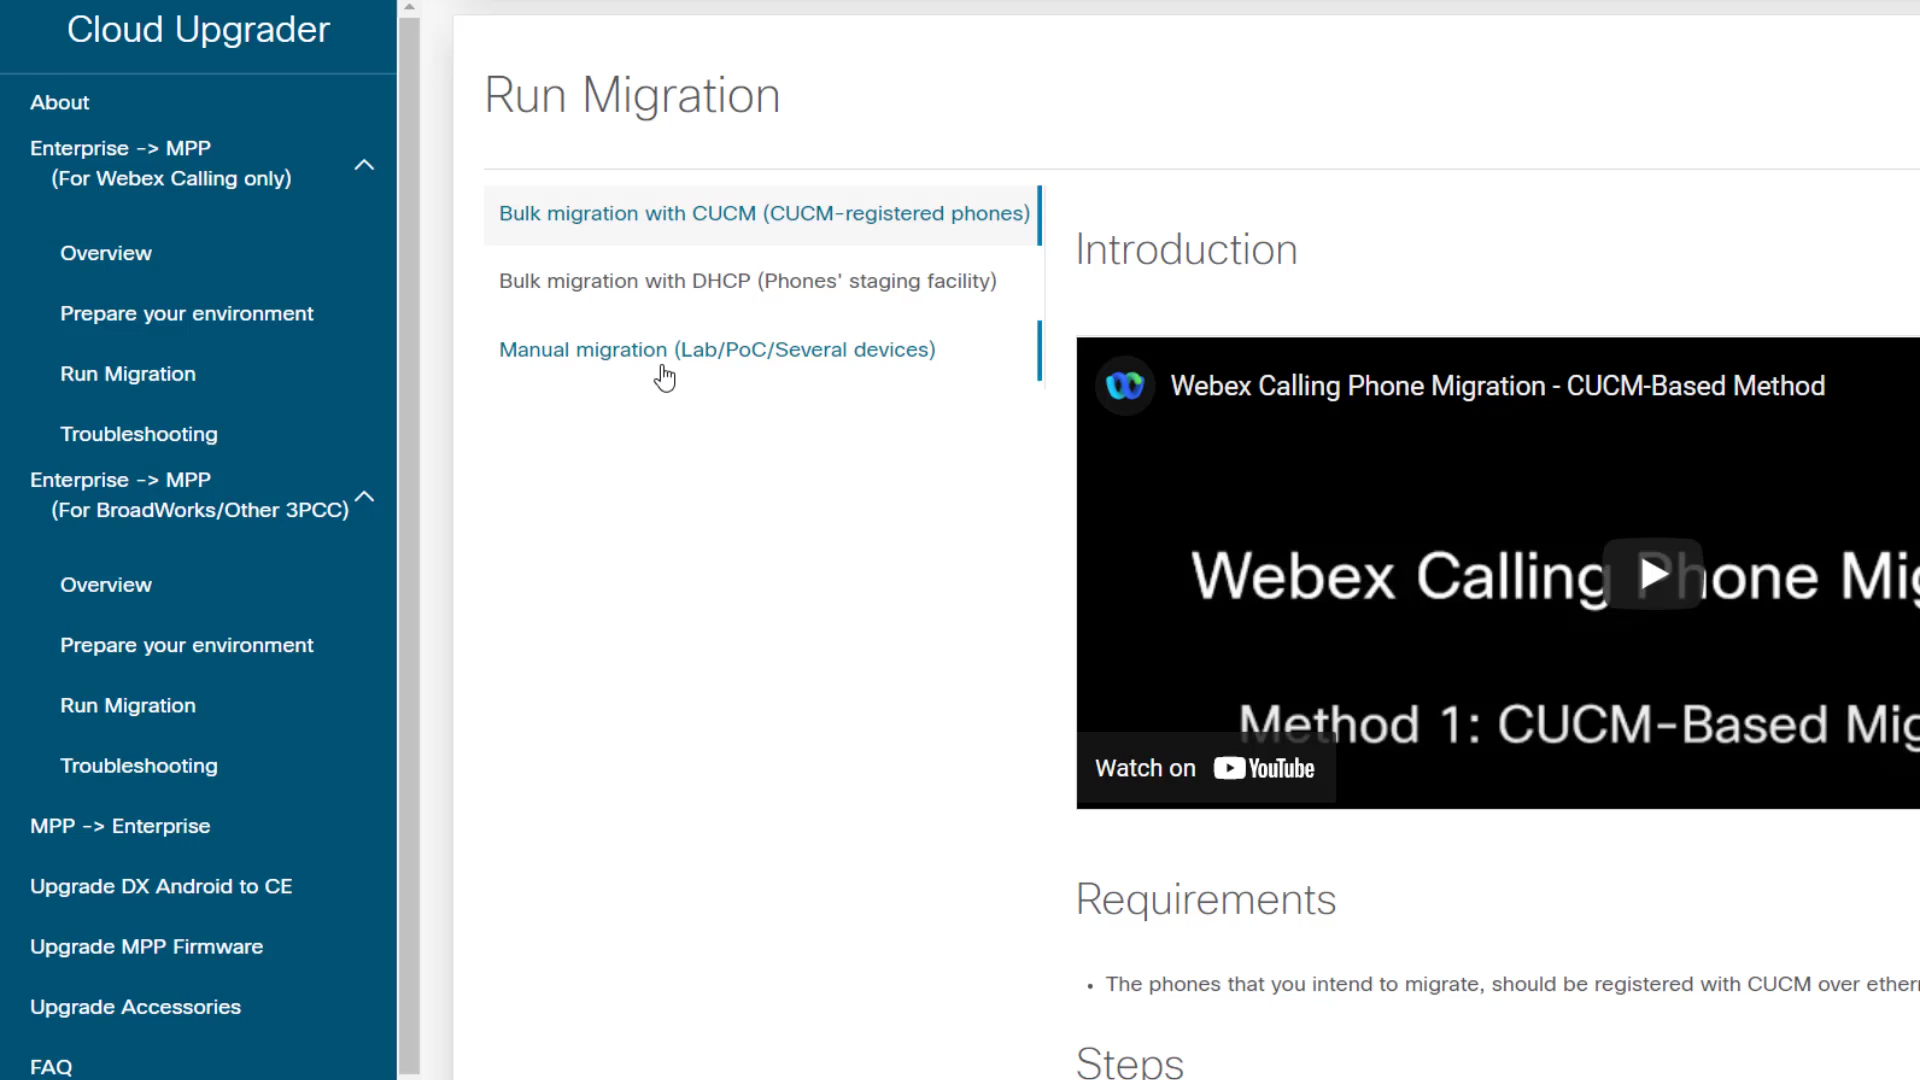 Cloud Upgrader
About
Enterprise -> MPP
(For Webex Calling only)
Overview
Prepare your environment
Run Migration
Troubleshooting
Enterprise -> MPP
(For BroadWorks/Other 3PCC)
Overview
Prepare your environment
Run Migration
Troubleshooting
MPP -> Enterprise
Upgrade DX Android to CE
Upgrade MPP Firmware
Upgrade Accessories
FAQ
Run Migration
Bulk migration with CUCM (CUCM-registered phones)
Bulk migration with DHCP (Phones' staging facility)
Manual migration (Lab/PoC/Several devices)
Introduction
Webex Calling Phone Migration - CUCM-Based Method
Webex Calling Phone
Method 1: CUCM-Based
Watch on YouTube
Requirements
• The phones that you intend to migrate, should be registered with CUCM over
Steps